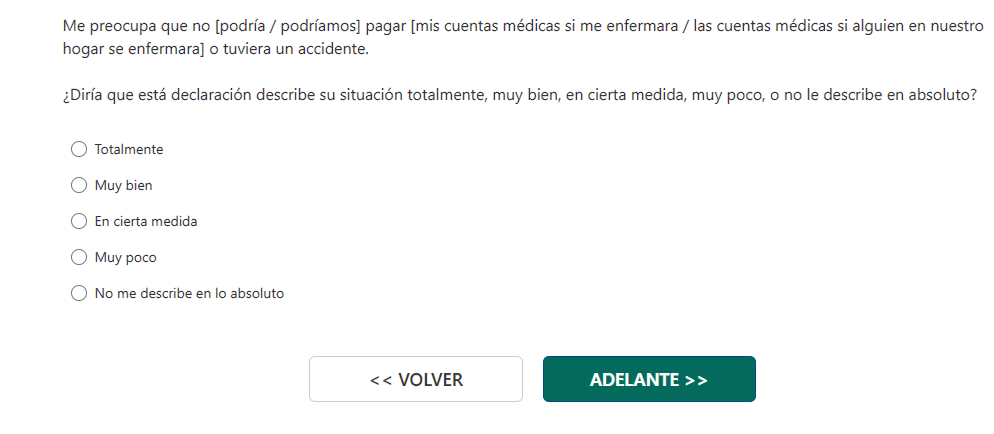 Me preocupa que no [podría / podríamos] pagar [mis cuentas médicas si me enfermara / las cuentas médicas si alguien en nuestro
hogar se enfermara] o tuviera un accidente.
¿Diría que está declaración describe su situación totalmente, muy bien, en cierta medida, muy poco, o no le describe en absoluto?
Totalmente
Muy bien
En cierta medida
Muy poco
No me describe en lo absoluto
<< VOLVER
ADELANTE >>